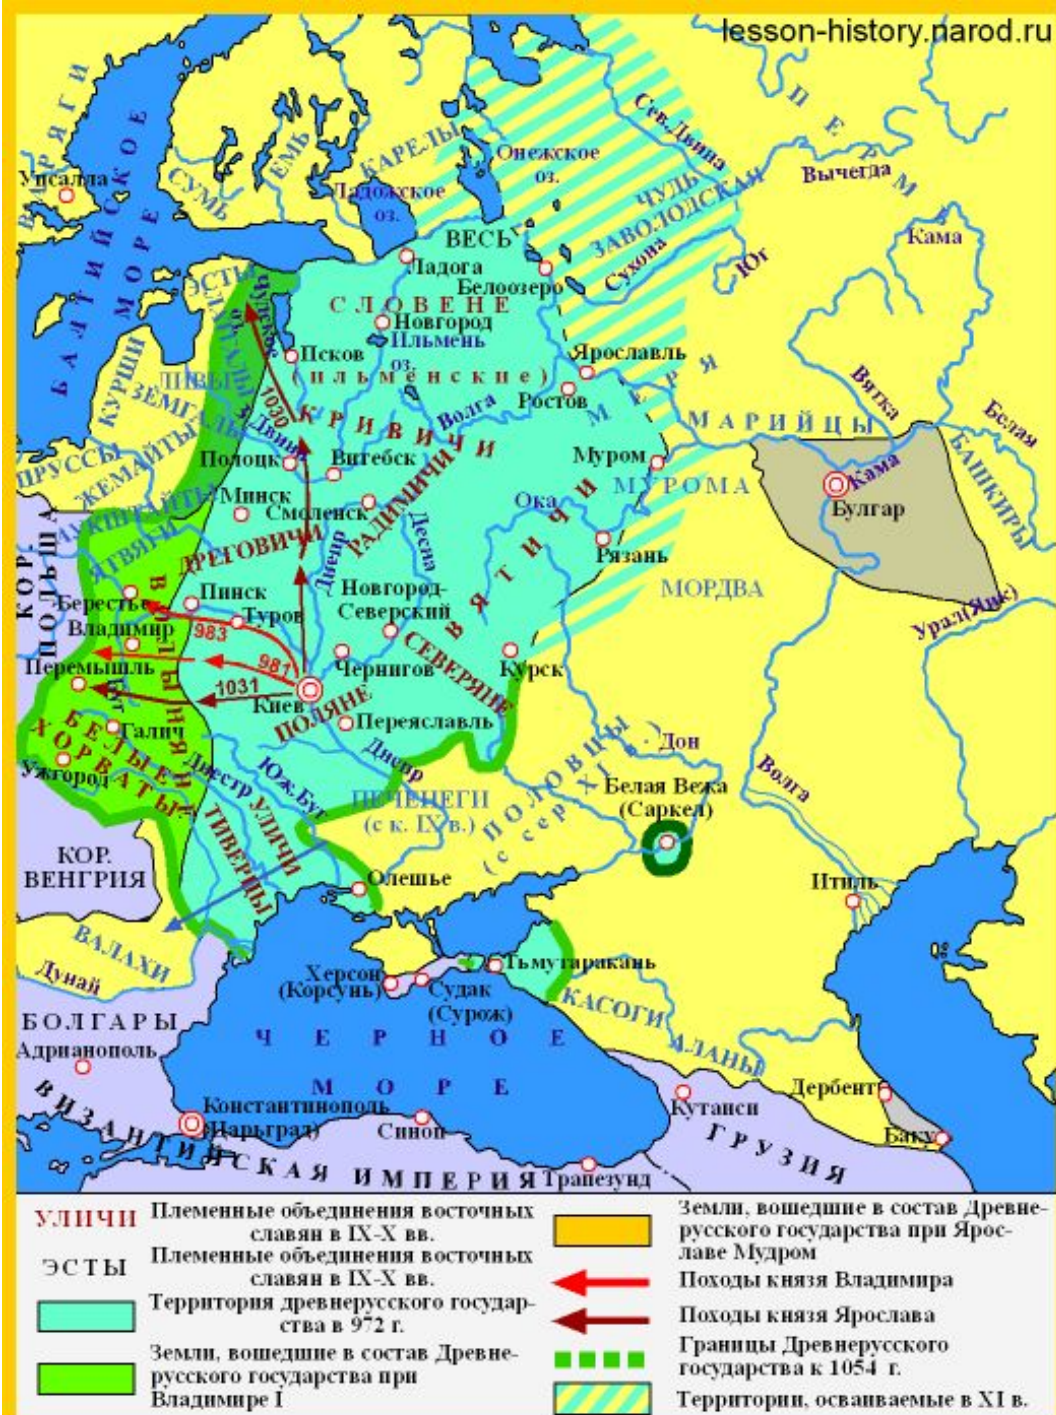 lesson-history.narod.ru
ВАРЯГИ
Упсалла
БАЛТИЙСКОЕ
МОРЕ
СУМЬ
ЕМЬ
КАРЕЛЫ
Ладожское
оз.
Онежское
оз.
Сев.Двина
ПЕРМЬ
Вычегда
ЧУДЬ
ЗАВОЛОДСКАЯ
Сухона
Юг
Кама
ВЕСЬ
Ладога
Белоозеро
ЭСТЫ
Чудское
оз.
СЛОВЕНЕ
Новгород
Ильмень
оз.
Псков
(ильменские)
Ярославль
Ростов
МЕРЯ
ЛИВЫ
КУРШИ
ЗЕМГАЛЫ
1030
КРИВИЧИ
Волга
МАРИЙЦЫ
Вятка
Белая
БАШКИРЫ
ПРУССЫ
ЖЕМАЙТЫ
Полоцк
Витебск
Муром
МУРОМА
Кама
Булгар
Минск
Смоленск
РАДИМИЧИ
Ока
ВЯТИЧИ
Рязань
ЯТВЯГИ
ДРЕГОВИЧИ
Днепр
Десна
МОРДВА
КОР.
ПОЛЬША
Урал(Яик)
Берестье
Пинск
Туров
Новгород-
Северский
Владимир
983
981
Чернигов
СЕВЕРЯНЕ
Курск
Перемышль
ВОЛЫНЯНЕ
1031
Киев
ПОЛЯНЕ
Переяславль
БЕЛЫЕ
ХОРВАТЫ
Галич
Ужгород
Днестр
Юж.Буг
Днепр
УЛИЧИ
ТИВЕРЦЫ
ПЕЧЕНЕГИ
(с к. IX в.)
ПОЛОВЦЫ
(с сер. XI в.)
Дон
Белая Вежа
(Саркел)
Волга
Итиль
КОР.
ВЕНГРИЯ
Олешье
ВАЛАХИ
Дунай
Херсон
(Корсунь)
Судак
(Сурож)
Тьмутаракань
КАСОГИ
АЛАНЫ
БОЛГАРЫ
Адрианополь
ЧЕРНОЕ
МОРЕ
Дербент
Кутаиси
Баку
ГРУЗИЯ
Константинополь
(Царьград)
Синоп
Трапезунд
ВИЗАНТИЙСКАЯ ИМПЕРИЯ
УЛИЧИ
Племенные объединения восточных
славян в IX-X вв.
ЭСТЫ
Племенные объединения восточных
славян в IX-X вв.
Территория древнерусского государ-
ства в 972 г.
Земли, вошедшие в состав Древне-
русского государства при
Владимире I
Земли, вошедшие в состав Древне-
русского государства при Ярос-
лаве Мудром
Походы князя Владимира
Походы князя Ярослава
Границы Древнерусского
государства к 1054 г.
Территории, осваиваемые в XI в.